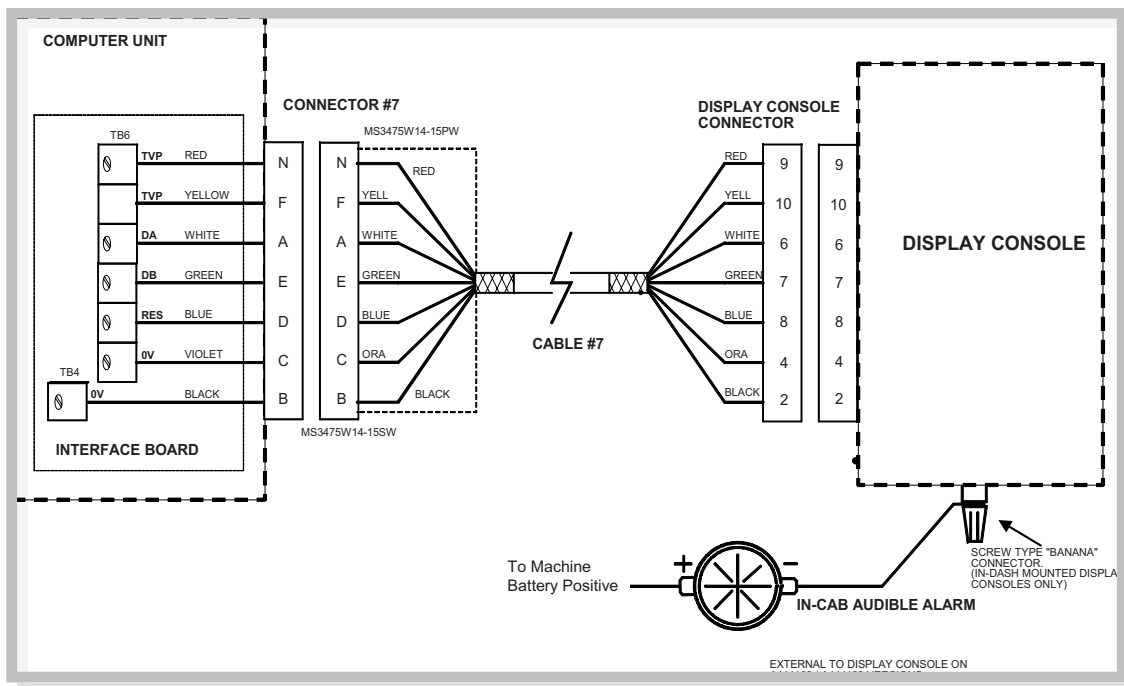 COMPUTER UNIT
CONNECTOR #7
MS3475W14-15PW
DISPLAY CONSOLE
CONNECTOR
TB6
TVP RED N N RED RED 9 9
TVP YELLOW F F YELL YELL 10 10
DA WHITE A A WHITE WHITE 6 6
DISPLAY CONSOLE
DB GREEN E E GREEN GREEN 7 7
RES BLUE D D BLUE BLUE 8 8
CABLE #7
0V VIOLET C C ORA ORA 4 4
TB4
0V BLACK B B BLACK BLACK 2 2
MS3475W14-15SW
INTERFACE BOARD
To Machine
Battery Positive
+ –
IN-CAB AUDIBLE ALARM
SCREW TYPE "BANANA"
CONNECTOR.
(IN-DASH MOUNTED DISPLA
CONSOLES ONLY)
EXTERNAL TO DISPLAY CONSOLE ON